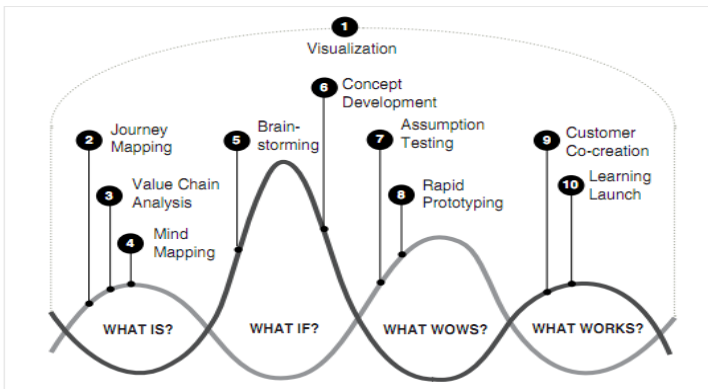 1
Visualization
2 Journey
Mapping
3 Value Chain
Analysis
4 Mind
Mapping
5 Brain-
storming
6 Concept
Development
7 Assumption
Testing
8 Rapid
Prototyping
9 Customer
Co-creation
10 Learning
Launch
WHAT IS? WHAT IF? WHAT WOWS? WHAT WORKS?